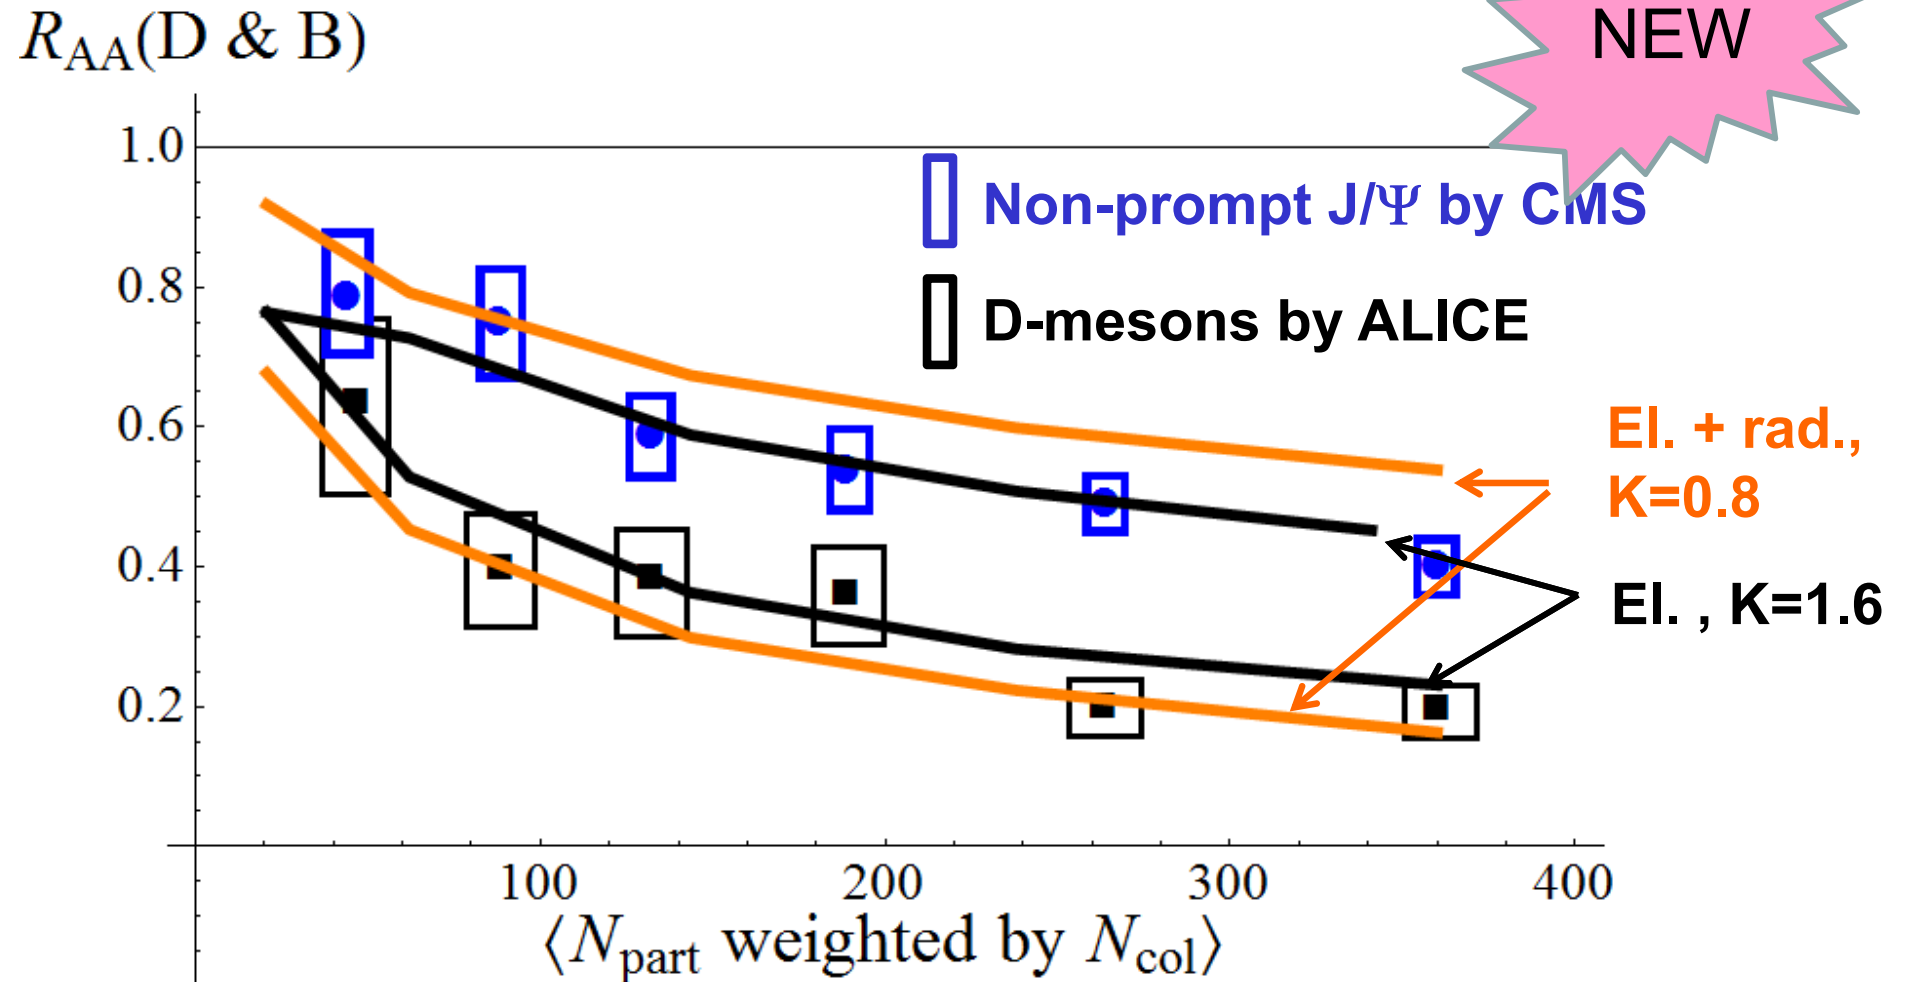 R_AA(D & B)
NEW
1.0
Non-prompt J/Ψ by CMS
0.8
D-mesons by ALICE
0.6
El. + rad.,
K=0.8
0.4
El. , K=1.6
0.2
100 200 300 400
⟨N_part weighted by N_col⟩